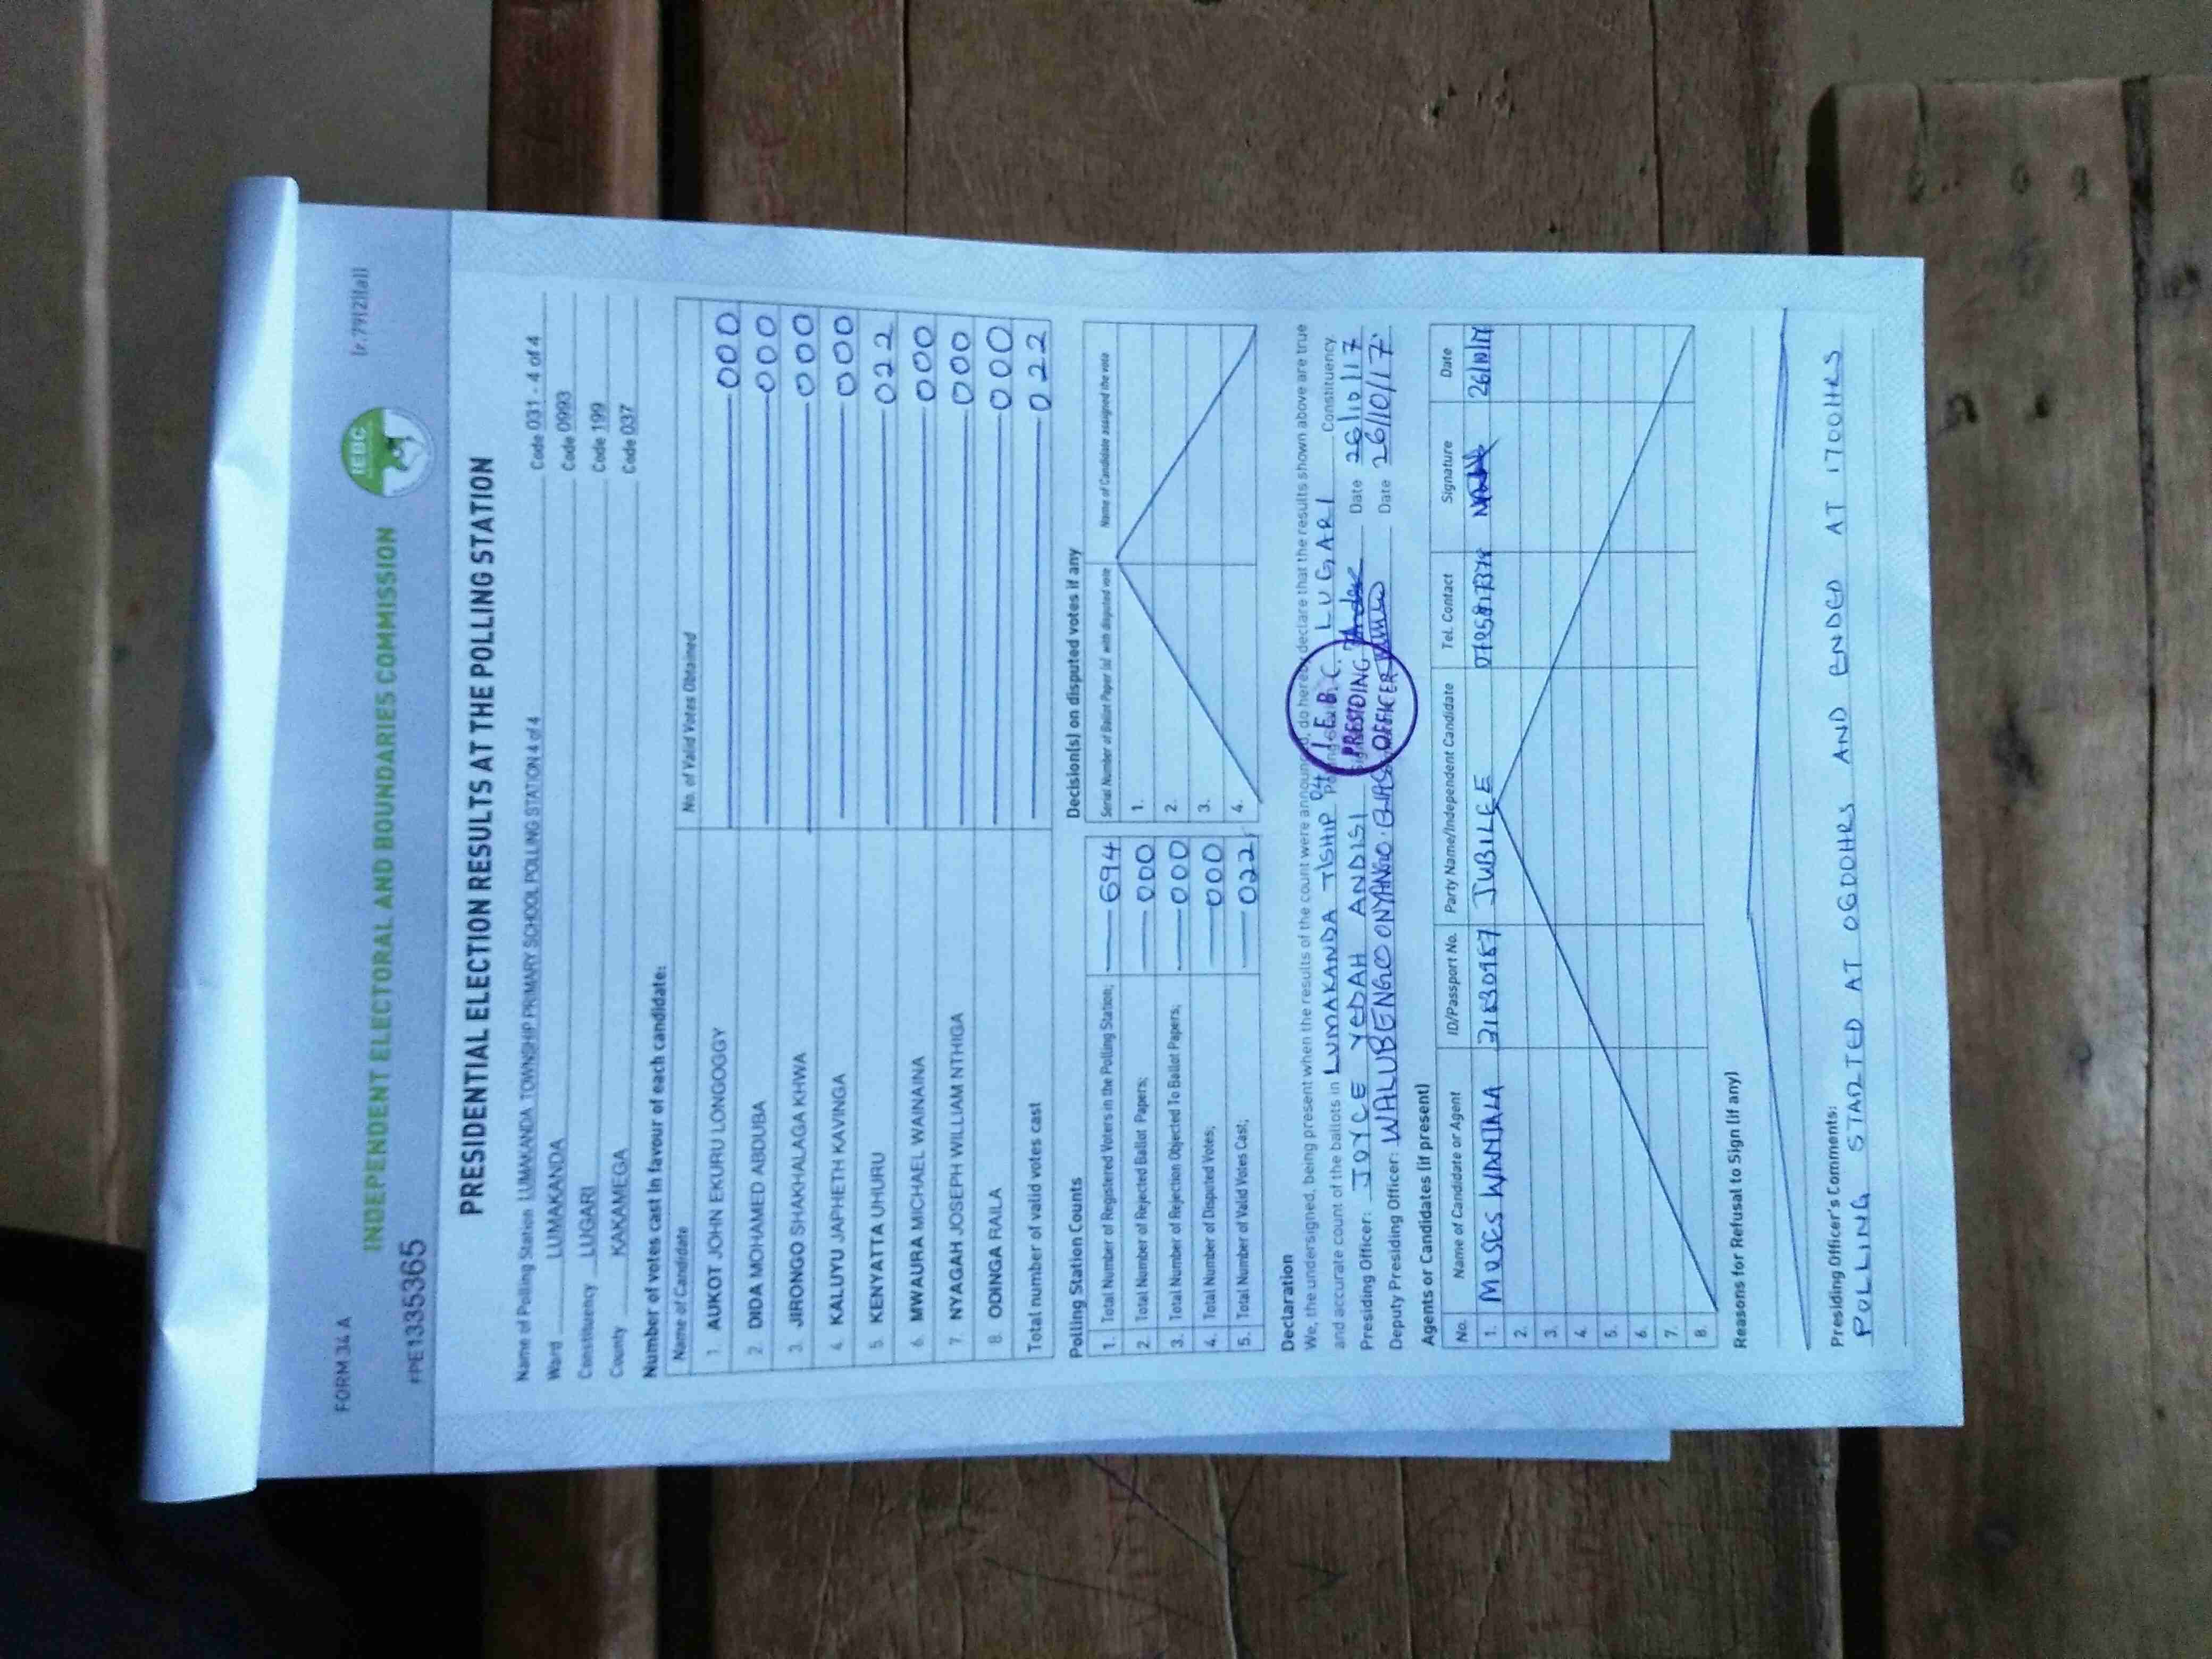 FORM 34 A
[r.79(2)(a)]
INDEPENDENT ELECTORAL AND BOUNDARIES COMMISSION
IEBC
#PE1335365
PRESIDENTIAL ELECTION RESULTS AT THE POLLING STATION
Name of Polling Station LUMAKANDA TOWNSHIP PRIMARY SCHOOL POLLING STATION 4 of 4 Code 031 - 4 of 4
Ward LUMAKANDA Code 0993
Constituency LUGARI Code 199
County KAKAMEGA Code 037
Number of votes cast in favour of each candidate:
Name of Candidate No. of Valid Votes Obtained
1. AUKOT JOHN EKURU LONGOGGY 000
2. DIDA MOHAMED ABDUBA 000
3. JIRONGO SHAKHALAGA KHWA 000
4. KALUYU JAPHETH KAVINGA 000
5. KENYATTA UHURU 022
6. MWAURA MICHAEL WAINAINA 000
7. NYAGAH JOSEPH WILLIAM NTHIGA 000
8. ODINGA RAILA 000
Total number of valid votes cast 022
Polling Station Counts
1. Total Number of Registered Voters in the Polling Station; 694
2. Total Number of Rejected Ballot Papers; 000
3. Total Number of Rejection Objected To Ballot Papers; 000
4. Total Number of Disputed Votes; 000
5. Total Number of Valid Votes Cast; 022
Decision(s) on disputed votes if any
Serial Number of Ballot Paper (s) with disputed vote Name of Candidate assigned the vote
1.
2.
3.
4.
Declaration
We, the undersigned, being present when the results of the count were announced, do hereby declare that the results shown above are true
and accurate count of the ballots in LUMAKANDA T/SHIP 04 LUGARI Constituency.
Presiding Officer: JOYCE YEDAH ANDISI Date 26/10/17
Deputy Presiding Officer: WALUBENGO ONYANGO ELIAS Date 26/10/17
I.E.B.C.
PRESIDING
OFFICER
Agents or Candidates (if present)
No. Name of Candidate or Agent ID/Passport No. Party Name/Independent Candidate Tel. Contact Signature Date
1. MOSES WANJALA JUBILEE 26/10/17
2.
3.
4.
5.
6.
7.
8.
Reasons for Refusal to Sign (if any)
Presiding Officer's Comments:
POLLING STARTED AT 0600HRS AND ENDED AT 1700HRS